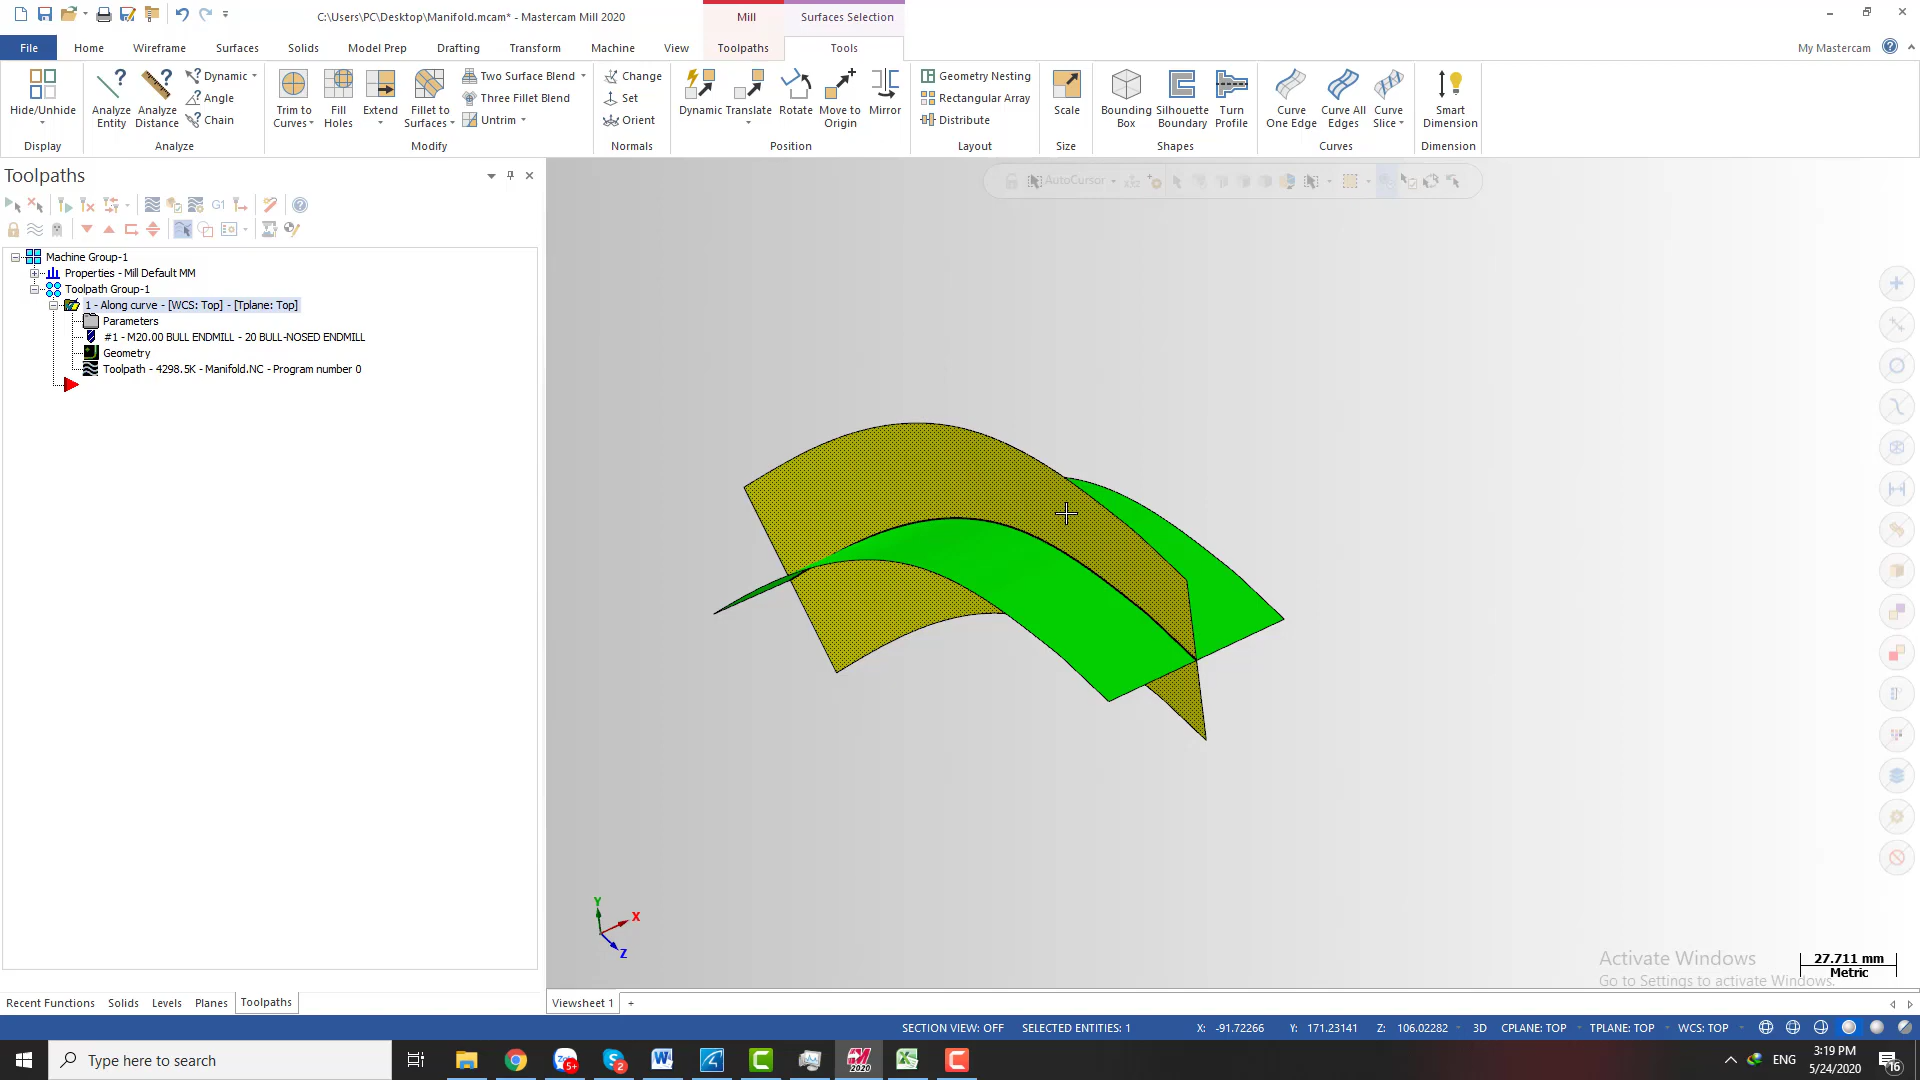 C:\Users\PC\Desktop\Manifold.mcam* - Mastercam Mill 2020
Mill
Surfaces Selection
File
Home
Wireframe
Surfaces
Solids
Model Prep
Drafting
Transform
Machine
View
Toolpaths
Tools
My Mastercam
Hide/Unhide
Display
Analyze Entity
Analyze Distance
Dynamic
Angle
Chain
Analyze
Trim to Curves
Fill Holes
Extend
Fillet to Surfaces
Two Surface Blend
Three Fillet Blend
Untrim
Modify
Change
Set
Orient
Normals
Dynamic
Translate
Rotate
Move to Origin
Mirror
Position
Geometry Nesting
Rectangular Array
Distribute
Layout
Scale
Size
Bounding Box
Silhouette Boundary
Turn Profile
Shapes
Curve One Edge
Curve All Edges
Curve Slice
Curves
Smart Dimension
Dimension
Toolpaths
G1
AutoCursor
Machine Group-1
Properties - Mill Default MM
Toolpath Group-1
1 - Along curve - [WCS: Top] - [Tplane: Top]
Parameters
#1 - M20.00 BULL ENDMILL - 20 BULL-NOSED ENDMILL
Geometry
Toolpath - 4298.5K - Manifold.NC - Program number 0
Y
X
Z
Activate Windows
Go to Settings to activate Windows.
27.711 mm
Metric
Recent Functions
Solids
Levels
Planes
Toolpaths
Viewsheet 1
+
SECTION VIEW: OFF
SELECTED ENTITIES: 1
X: -91.72266
Y: 171.23141
Z: 106.02282
3D
CPLANE: TOP
TPLANE: TOP
WCS: TOP
Type here to search
5+
2
2020
ENG
3:19 PM
5/24/2020
16